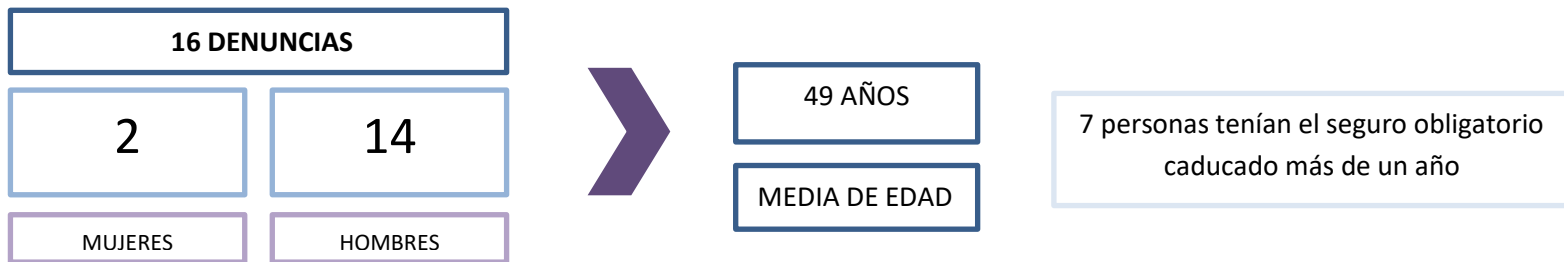 16 DENUNCIAS
2
14
MUJERES
HOMBRES
49 AÑOS
MEDIA DE EDAD
7 personas tenían el seguro obligatorio
caducado más de un año